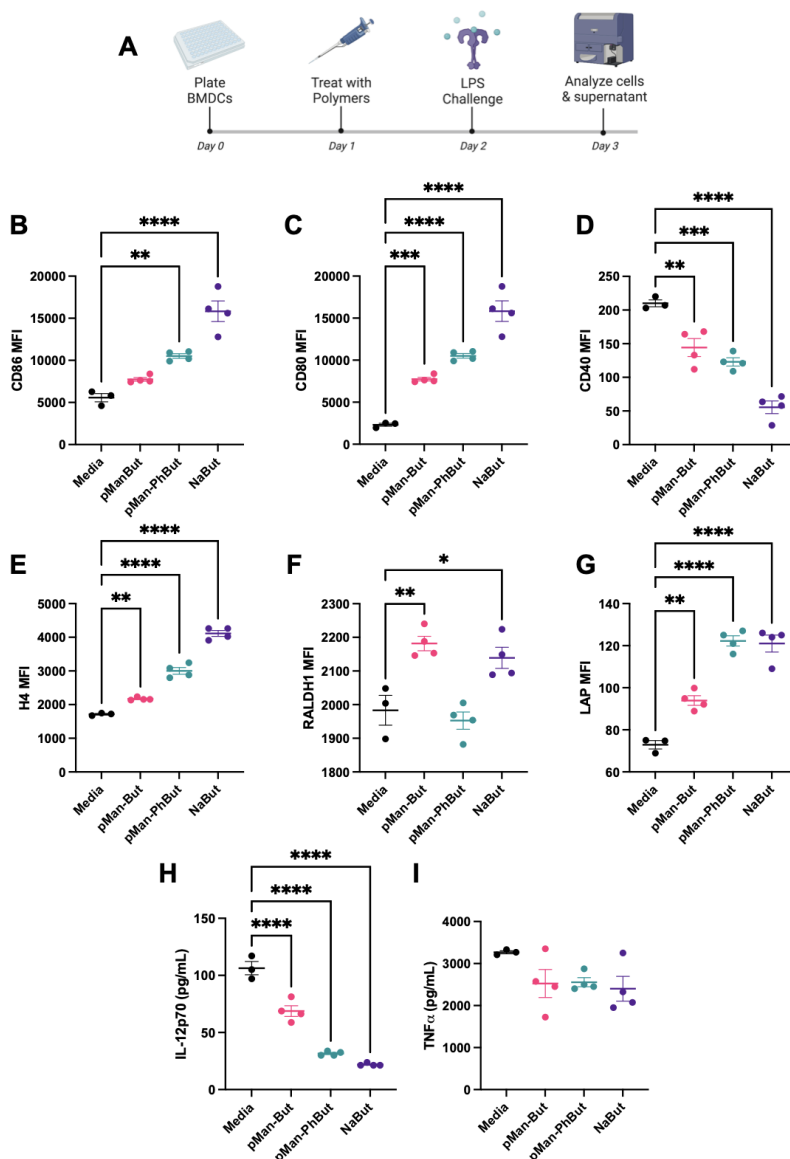 A
Plate
BMDCs
Treat with
Polymers
LPS
Challenge
Analyze cells
& supernatant
Day 0
Day 1
Day 2
Day 3
B
****
**
CD86 MFI
20000
15000
10000
5000
0
Media
pManBut
pMan-PhBut
NaBut
C
****
****
***
CD80 MFI
20000
15000
10000
5000
0
Media
pMan-But
pMan-PhBut
NaBut
D
****
***
**
CD40 MFI
250
200
150
100
50
0
Media
pMan-But
pMan-PhBut
NaBut
E
****
****
**
H4 MFI
5000
4000
3000
2000
1000
0
Media
pMan-But
pMan-PhBut
NaBut
F
*
**
RALDH1 MFI
2300
2200
2100
2000
1900
1800
Media
pMan-But
pMan-PhBut
NaBut
G
****
****
**
LAP MFI
140
120
100
80
60
Media
pMan-But
pMan-PhBut
NaBut
H
****
****
****
IL-12p70 (pg/mL)
150
100
50
0
Media
pMan-But
pMan-PhBut
NaBut
I
TNFα (pg/mL)
4000
3000
2000
1000
0
Media
pMan-But
pMan-PhBut
NaBut